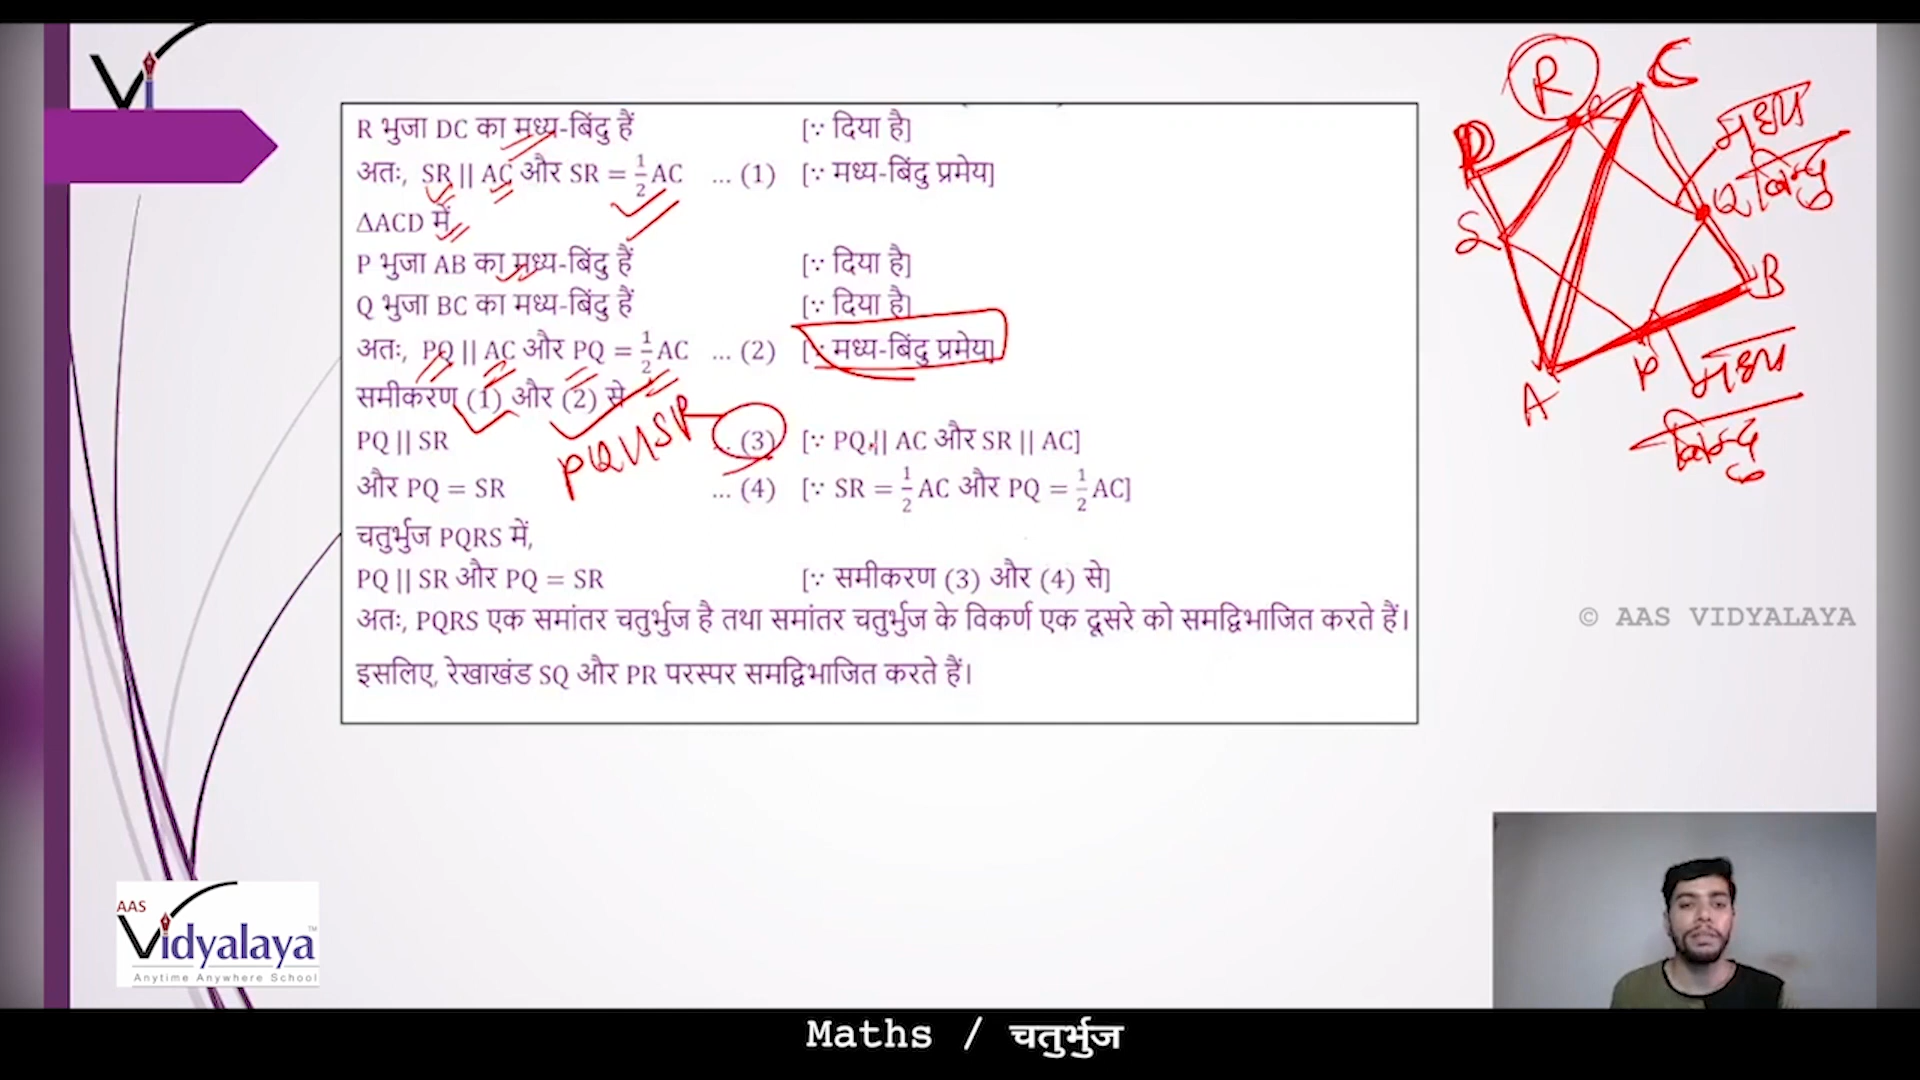 R भुजा DC का मध्य-बिंदु हैं [∵ दिया है]
अतः, SR || AC और SR = 1/2 AC ... (1) [∵ मध्य-बिंदु प्रमेय]
ΔACD में,
P भुजा AB का मध्य-बिंदु हैं [∵ दिया है]
Q भुजा BC का मध्य-बिंदु हैं [∵ दिया है]
अतः, PQ || AC और PQ = 1/2 AC ... (2) [∵ मध्य-बिंदु प्रमेय]
समीकरण (1) और (2) से
PQ || SR ... (3) [∵ PQ || AC और SR || AC]
PQ || SR
और PQ = SR ... (4) [∵ SR = 1/2 AC और PQ = 1/2 AC]
चतुर्भुज PQRS में,
PQ || SR और PQ = SR [∵ समीकरण (3) और (4) से]
अतः, PQRS एक समांतर चतुर्भुज है तथा समांतर चतुर्भुज के विकर्ण एक दूसरे को समद्विभाजित करते हैं।
इसलिए, रेखाखंड SQ और PR परस्पर समद्विभाजित करते हैं।
R
C
D
S
A
P
B
Q
मध्य
बिन्दु
मध्य
बिन्दु
© AAS VIDYALAYA
AAS
Vidyalaya
Anytime Anywhere School
Maths / चतुर्भुज